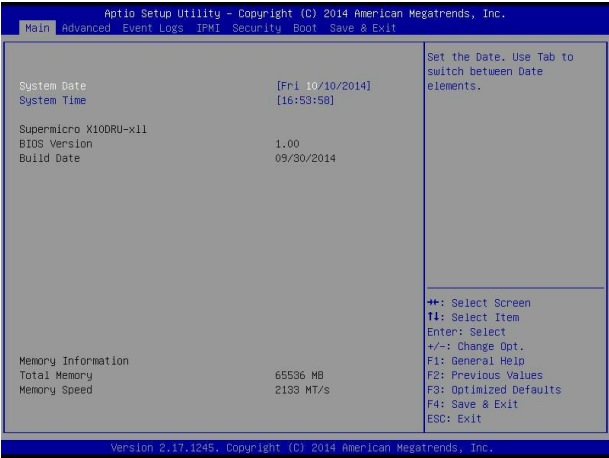 Aptio Setup Utility – Copyright (C) 2014 American Megatrends, Inc.
Main Advanced Event Logs IPMI Security Boot Save & Exit
Set the Date. Use Tab to
switch between Date
elements.
System Date [Fri 10/10/2014]
System Time [16:53:58]
Supermicro X10DRU-xll
BIOS Version 1.00
Build Date 09/30/2014
Memory Information
Total Memory 65536 MB
Memory Speed 2133 MT/s
→←: Select Screen
↑↓: Select Item
Enter: Select
+/-: Change Opt.
F1: General Help
F2: Previous Values
F3: Optimized Defaults
F4: Save & Exit
ESC: Exit
Version 2.17.1245. Copyright (C) 2014 American Megatrends, Inc.